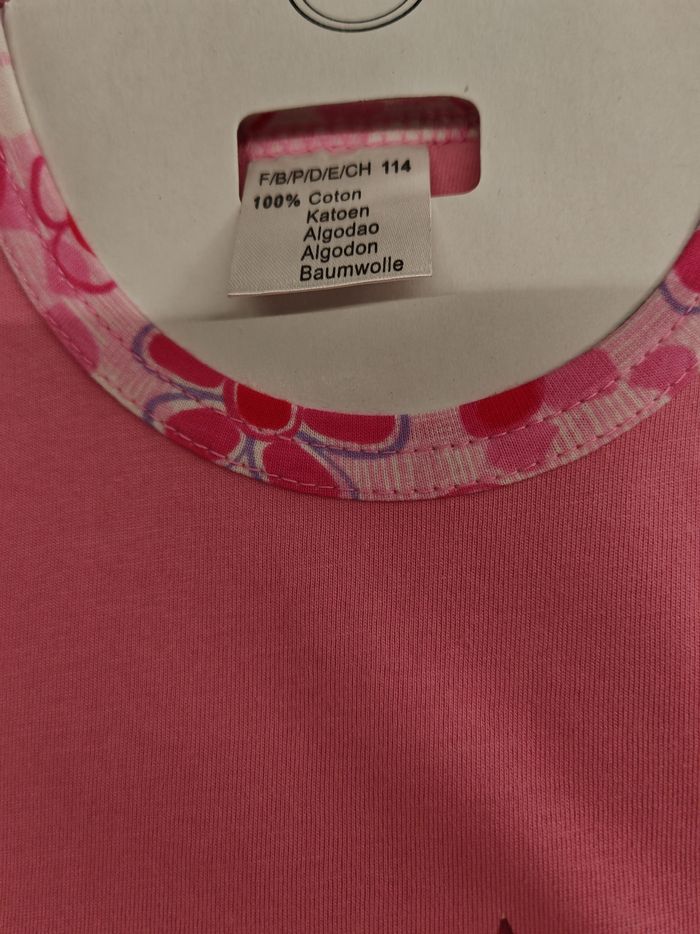 F/B/P/D/E/CH 114
100% Coton
Katoen
Algodao
Algodon
Baumwolle